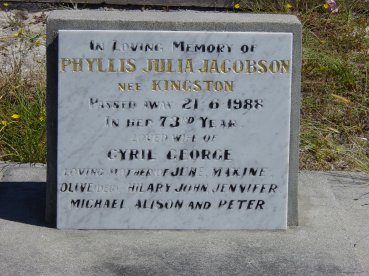 IN LOVING MEMORY OF
PHYLLIS JULIA JACOBSON
NEE KINGSTON
PASSED AWAY 21-6-1988
IN HER 73RD YEAR
LOVED WIFE OF
CYRIL GEORGE
LOVING MOTHER OF JUNE, MAXINE,
OLIVE (DEC) HILARY JOHN JENNIFER
MICHAEL ALISON AND PETER